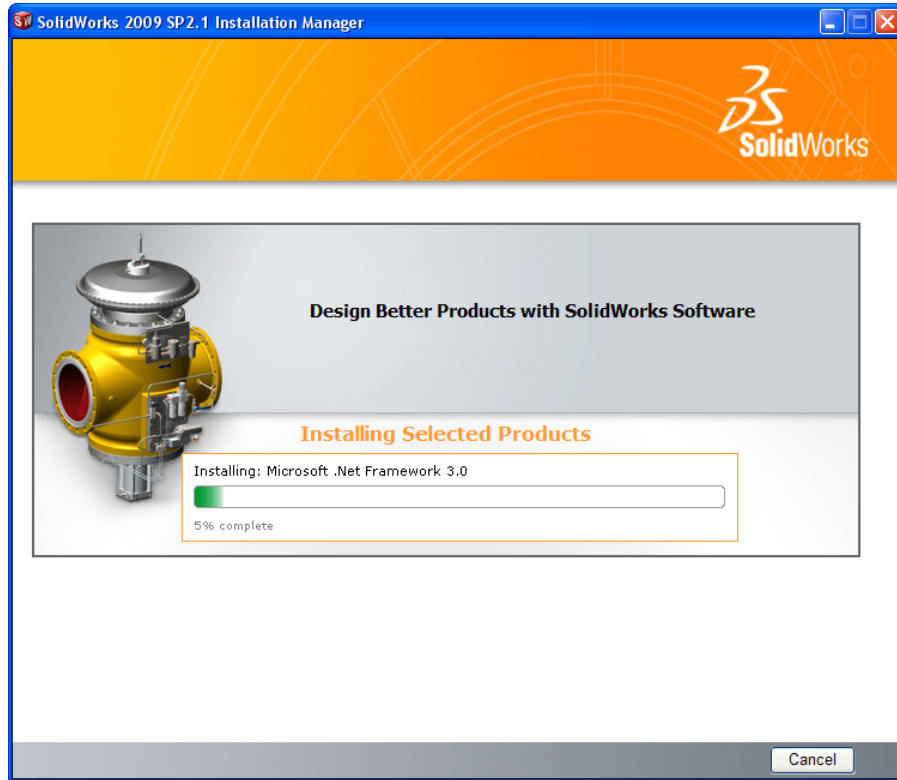 SolidWorks 2009 SP2.1 Installation Manager
SolidWorks
Design Better Products with SolidWorks Software
Installing Selected Products
Installing: Microsoft .Net Framework 3.0
5% complete
Cancel